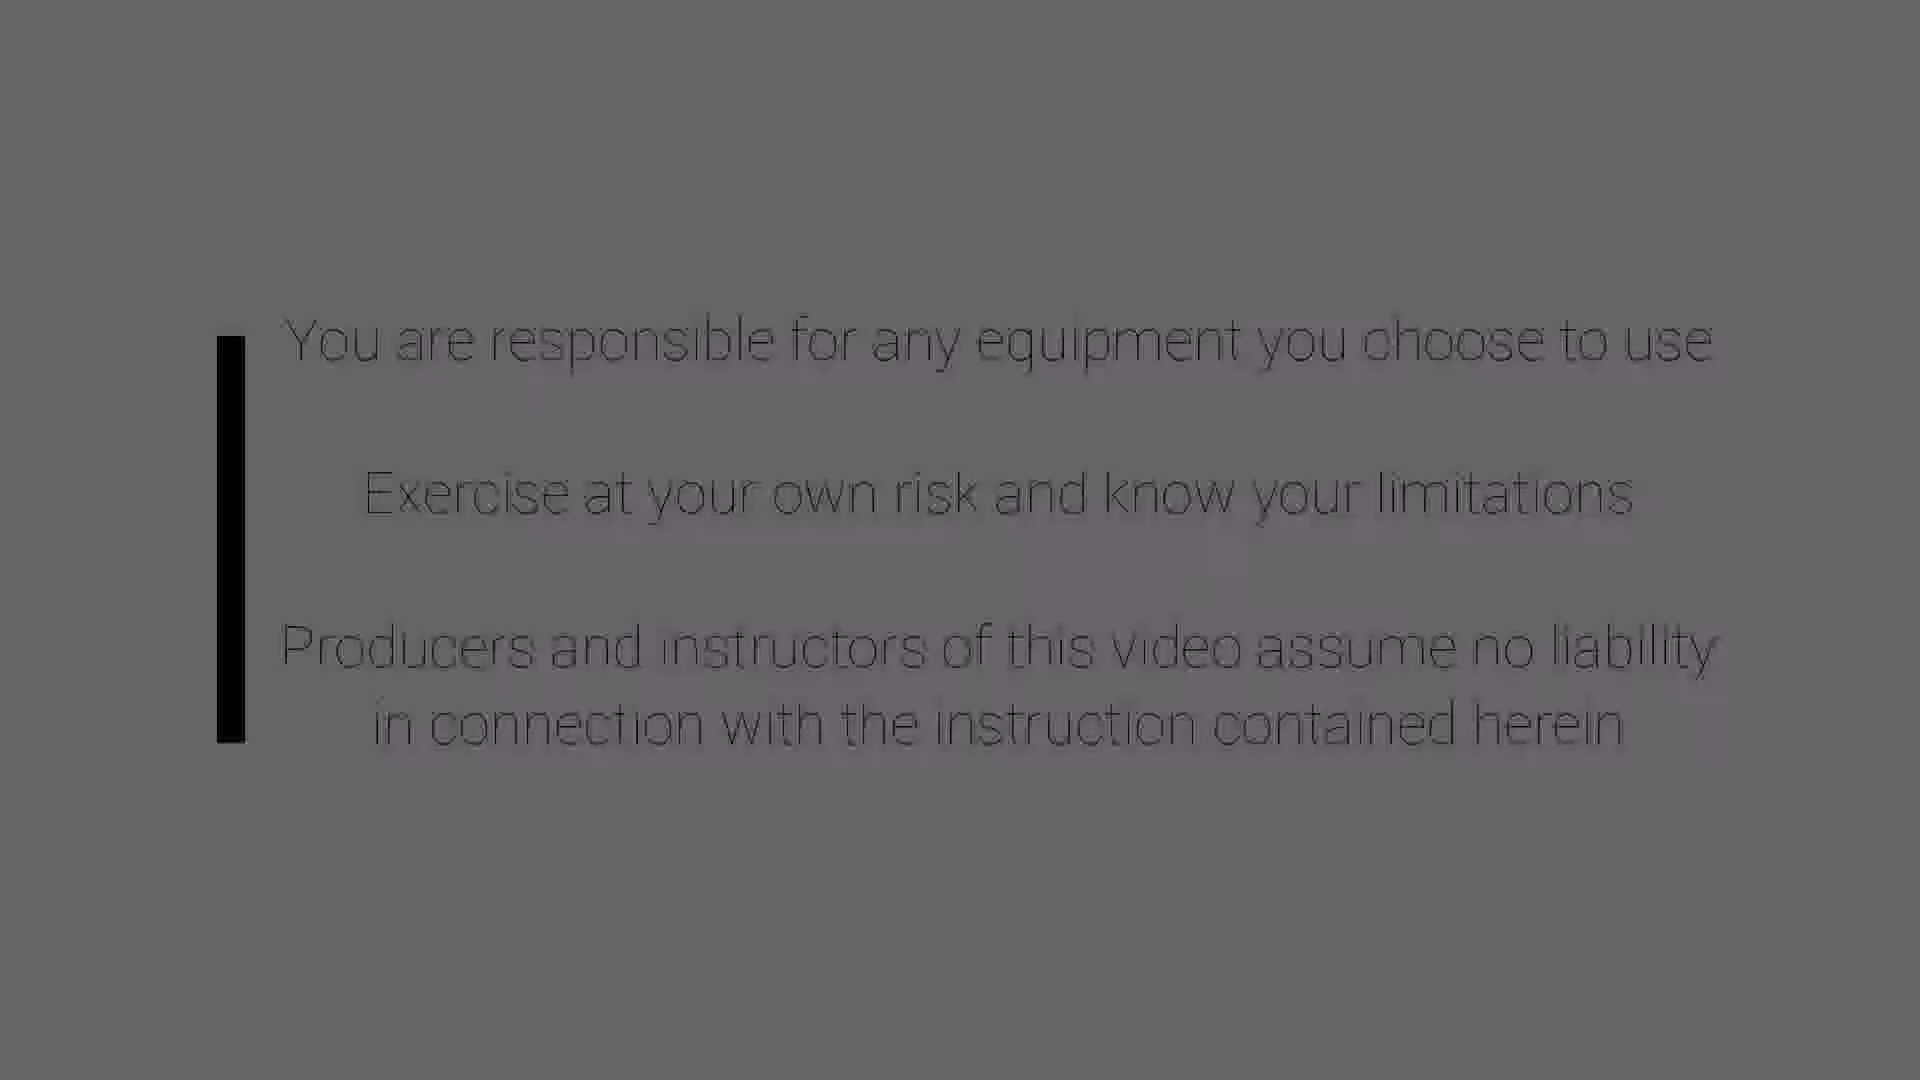 You are responsible for any equipment you choose to use
Exercise at your own risk and know your limitations
Producers and instructors of this video assume no liability
in connection with the instruction contained herein